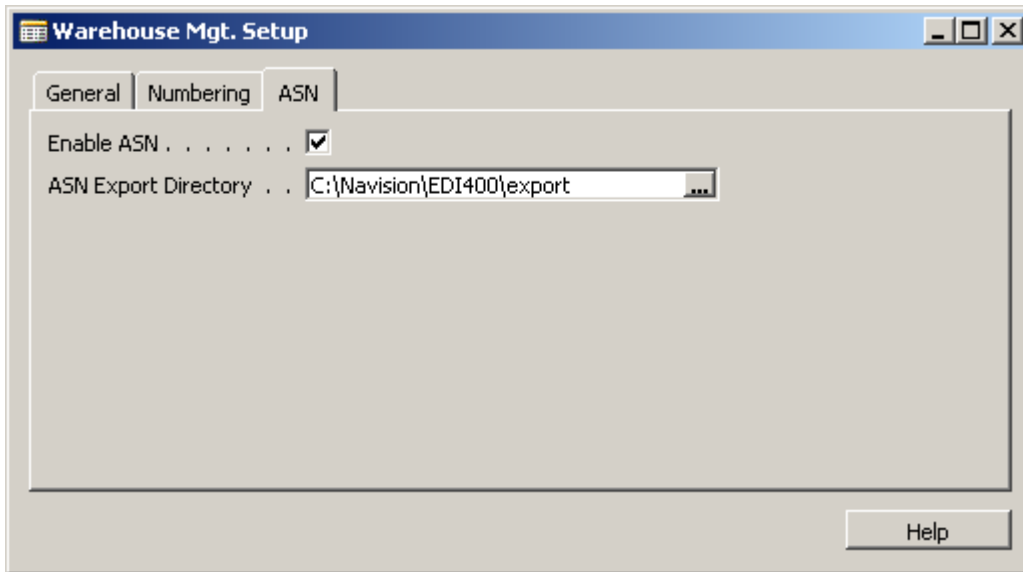 Warehouse Mgt. Setup
General Numbering ASN
Enable ASN . . . . . . .
ASN Export Directory . . C:\Navision\EDI400\export ...
Help